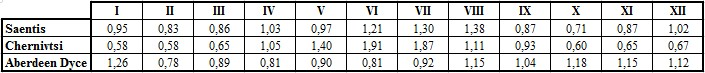 I II III IV V VI VII VIII IX X XI XII
Saentis 0,95 0,83 0,86 1,03 0,97 1,21 1,30 1,38 0,87 0,71 0,87 1,02
Chernivtsi 0,58 0,58 0,65 1,05 1,40 1,91 1,87 1,11 0,93 0,60 0,65 0,67
Aberdeen Dyce 1,26 0,78 0,89 0,81 0,90 0,81 0,92 1,15 1,04 1,18 1,15 1,12